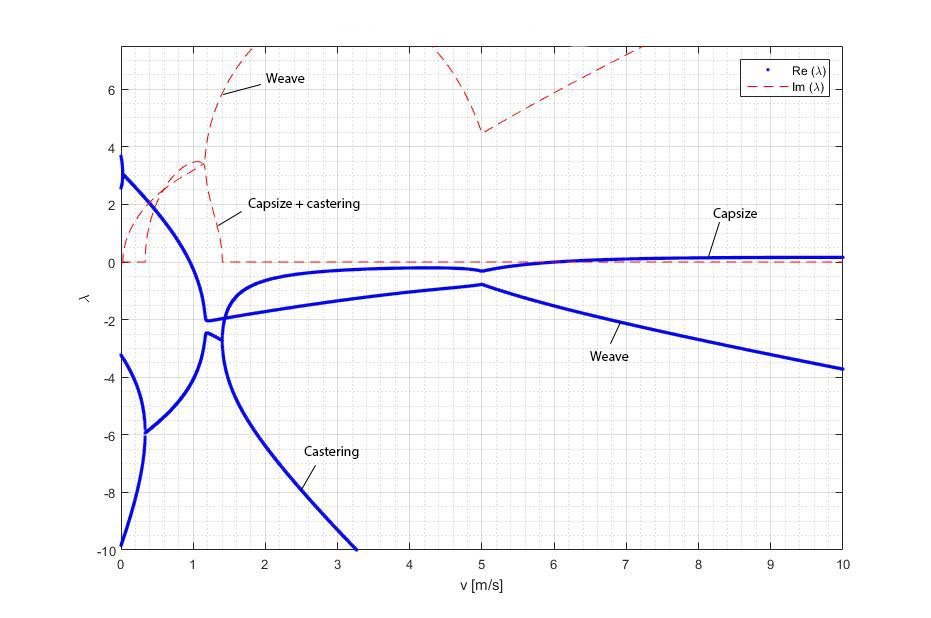 Weave
Re (λ)
Im (λ)
Capsize + castering
Capsize
Weave
Castering
6
4
2
0
-2
-4
-6
-8
-10
λ
0 1 2 3 4 5 6 7 8 9 10
v [m/s]